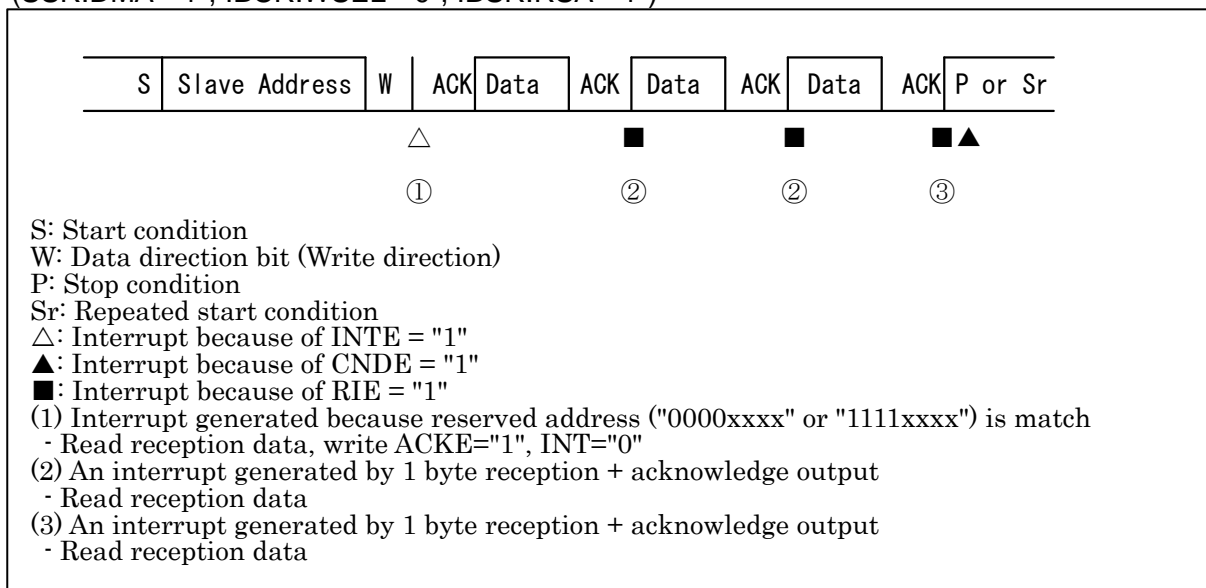 S Slave Address W ACK Data ACK Data ACK Data ACK P or Sr
△ ■ ■ ■▲
① ② ② ③
S: Start condition
W: Data direction bit (Write direction)
P: Stop condition
Sr: Repeated start condition
△: Interrupt because of INTE = "1"
▲: Interrupt because of CNDE = "1"
■: Interrupt because of RIE = "1"
(1) Interrupt generated because reserved address ("0000xxxx" or "1111xxxx") is match
- Read reception data, write ACKE="1", INT="0"
(2) An interrupt generated by 1 byte reception + acknowledge output
- Read reception data
(3) An interrupt generated by 1 byte reception + acknowledge output
- Read reception data